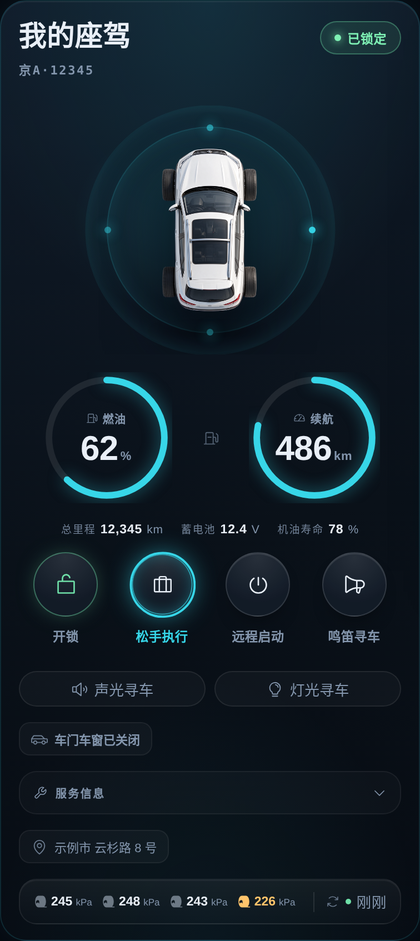 我的座驾
已锁定
京A·12345
燃油
62%
续航
486km
总里程 12,345 km 蓄电池 12.4 V 机油寿命 78 %
开锁 松手执行 远程启动 鸣笛寻车
声光寻车 灯光寻车
车门车窗已关闭
服务信息
示例市 云杉路 8 号
245 kPa 248 kPa 243 kPa 226 kPa 刚刚